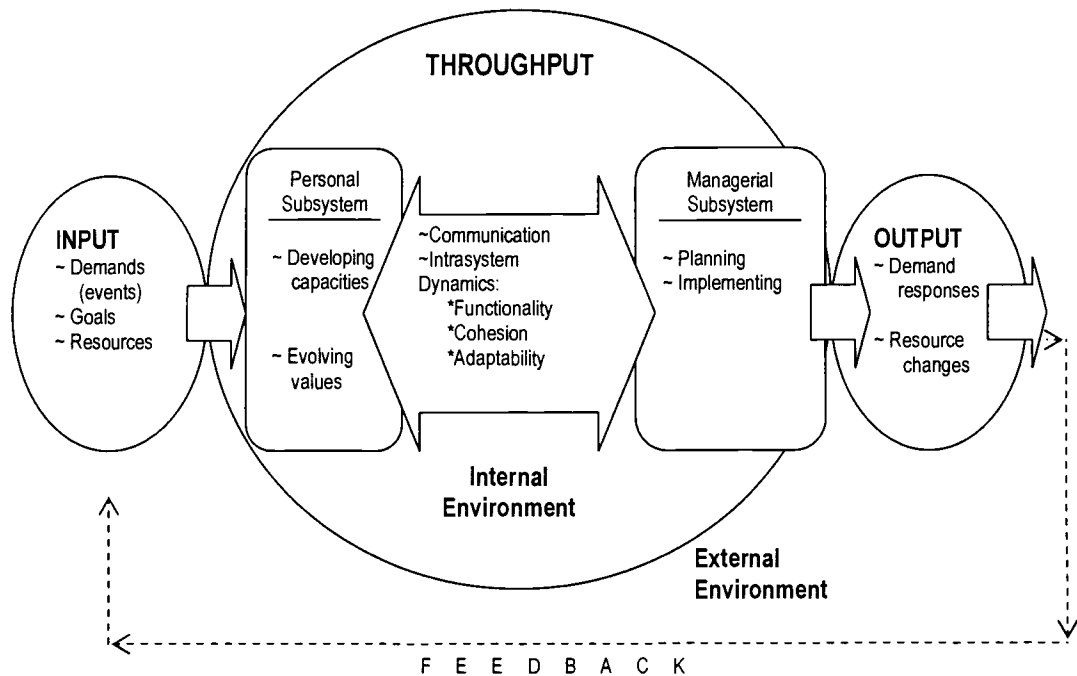 THROUGHPUT
INPUT
~ Demands
(events)
~ Goals
~ Resources
Personal
Subsystem
~ Developing
capacities
~ Evolving
values
~Communication
~Intrasystem
Dynamics:
*Functionality
*Cohesion
*Adaptability
Managerial
Subsystem
~ Planning
~ Implementing
OUTPUT
~ Demand
responses
~ Resource
changes
Internal
Environment
External
Environment
F E E D B A C K